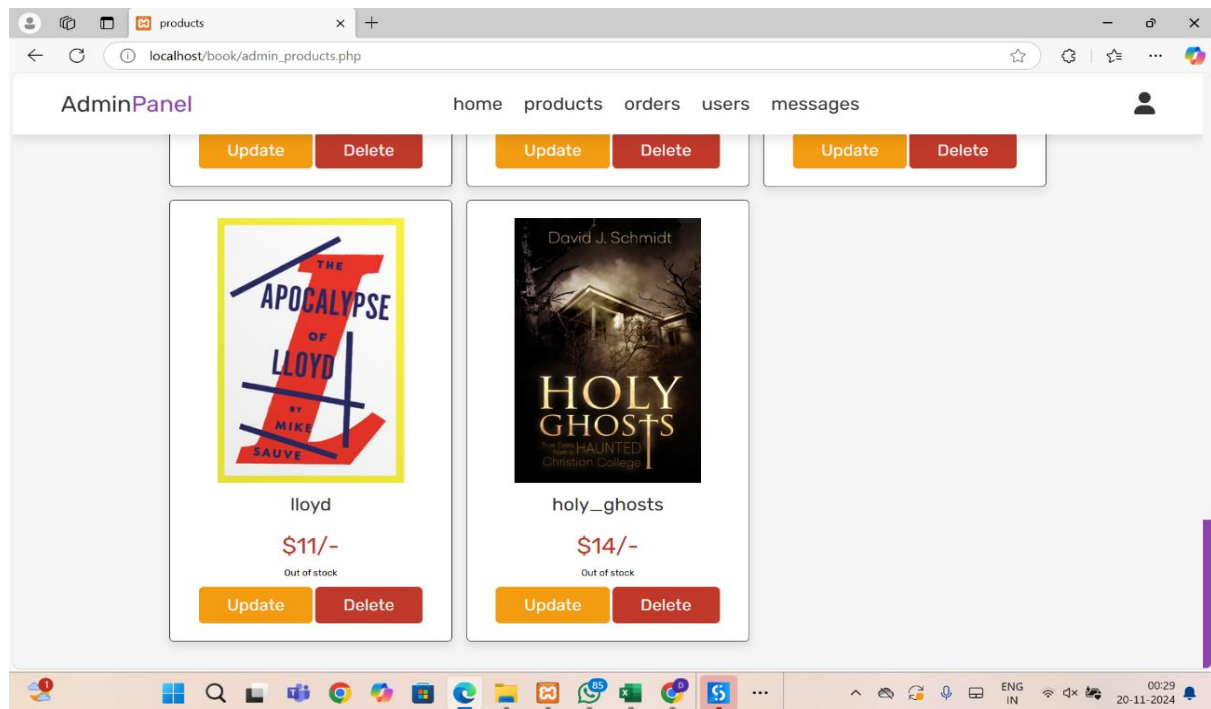 products
localhost/book/admin_products.php
AdminPanel
home products orders users messages
Update Delete
Update Delete
Update Delete
THE
APOCALYPSE
OF
LLOYD
BY
MIKE
SAUVE
lloyd
$11/-
Out of stock
Update Delete
David J. Schmidt
HOLY
GHOSTS
True Tales from a HAUNTED
Christian College
holy_ghosts
$14/-
Out of stock
Update Delete
1
85
D
ENG
IN
00:29
20-11-2024